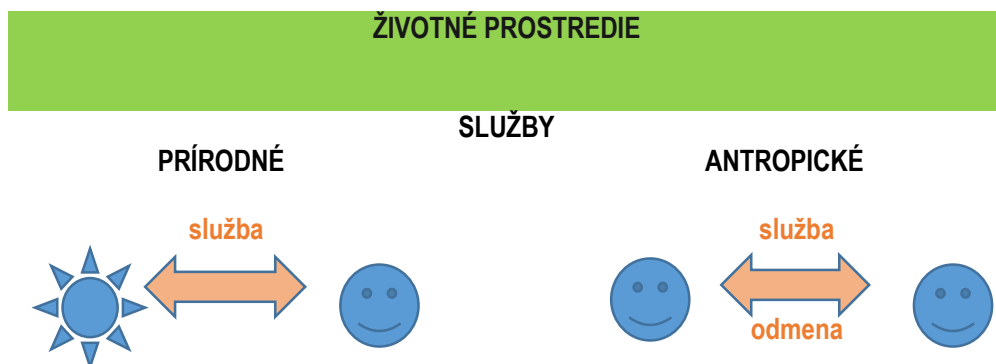 ŽIVOTNÉ PROSTREDIE
SLUŽBY
PRÍRODNÉ
ANTROPICKÉ
služba
služba
odmena